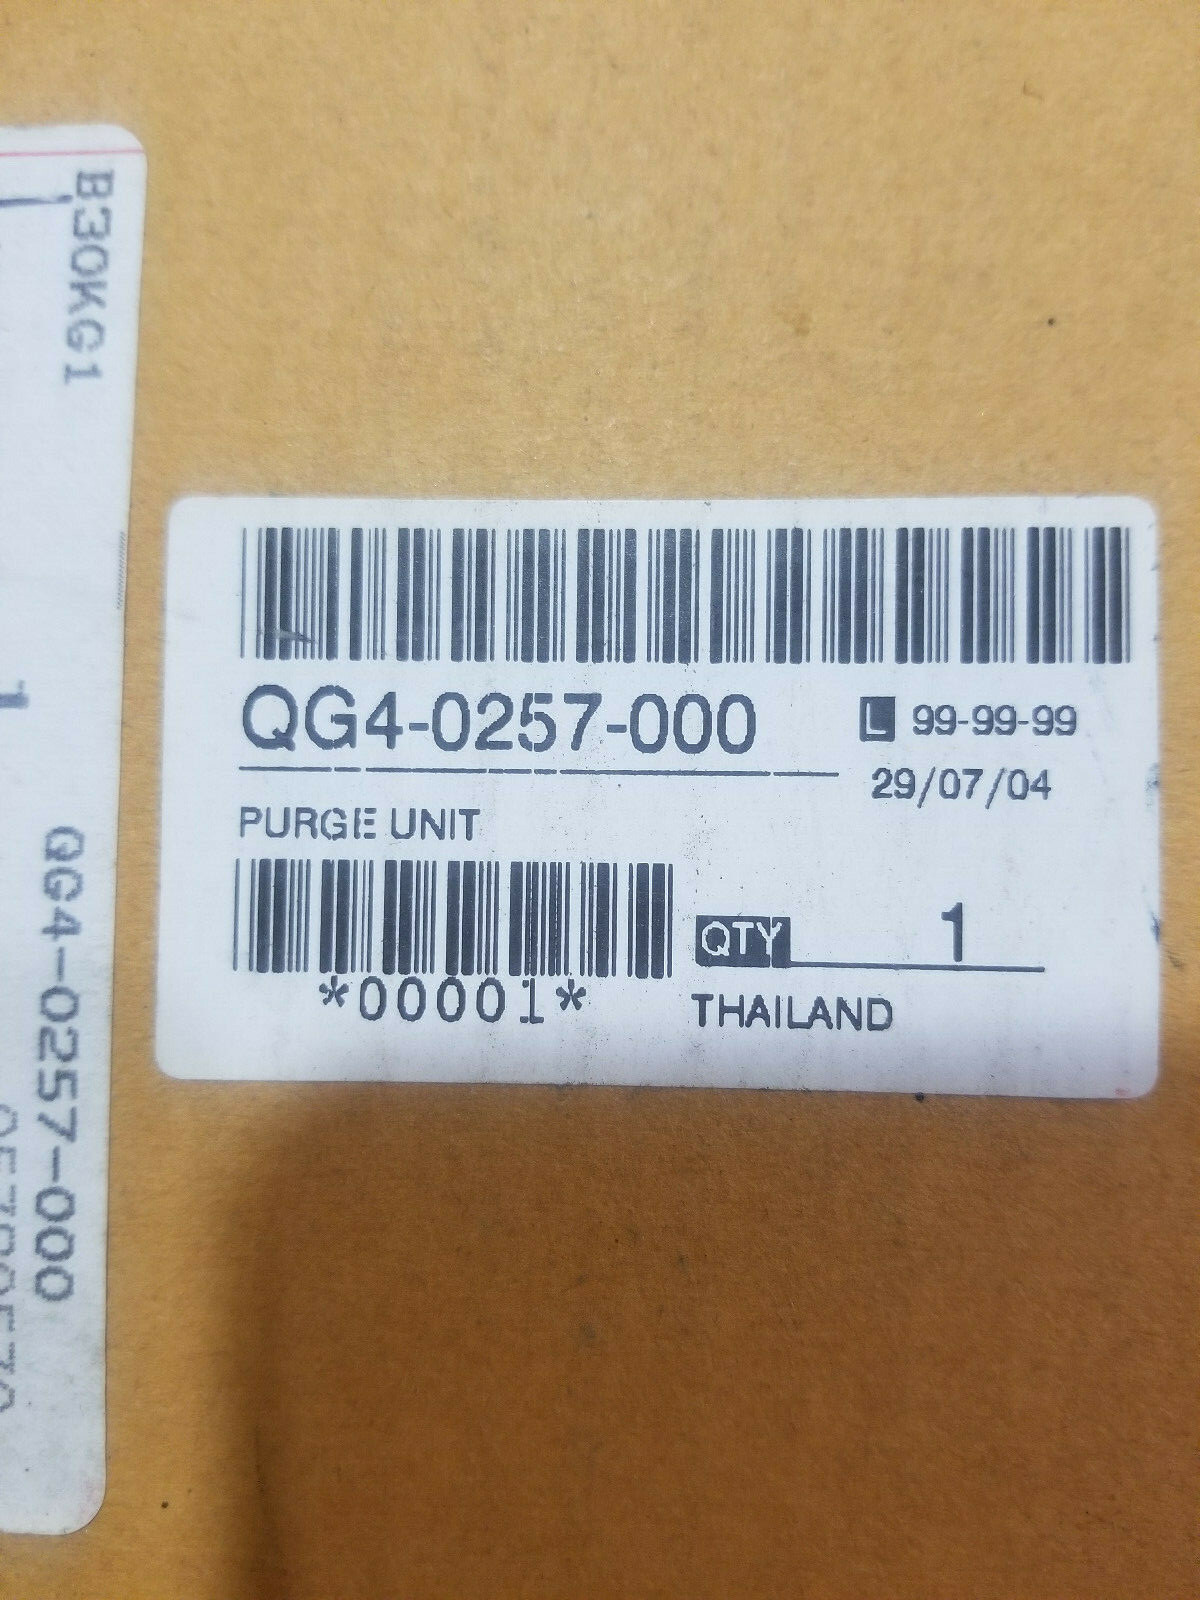 B30KG1
1
QG4-0257-000
QG4-0257-000
L 99-99-99
29/07/04
PURGE UNIT
*00001*
QTY 1
THAILAND